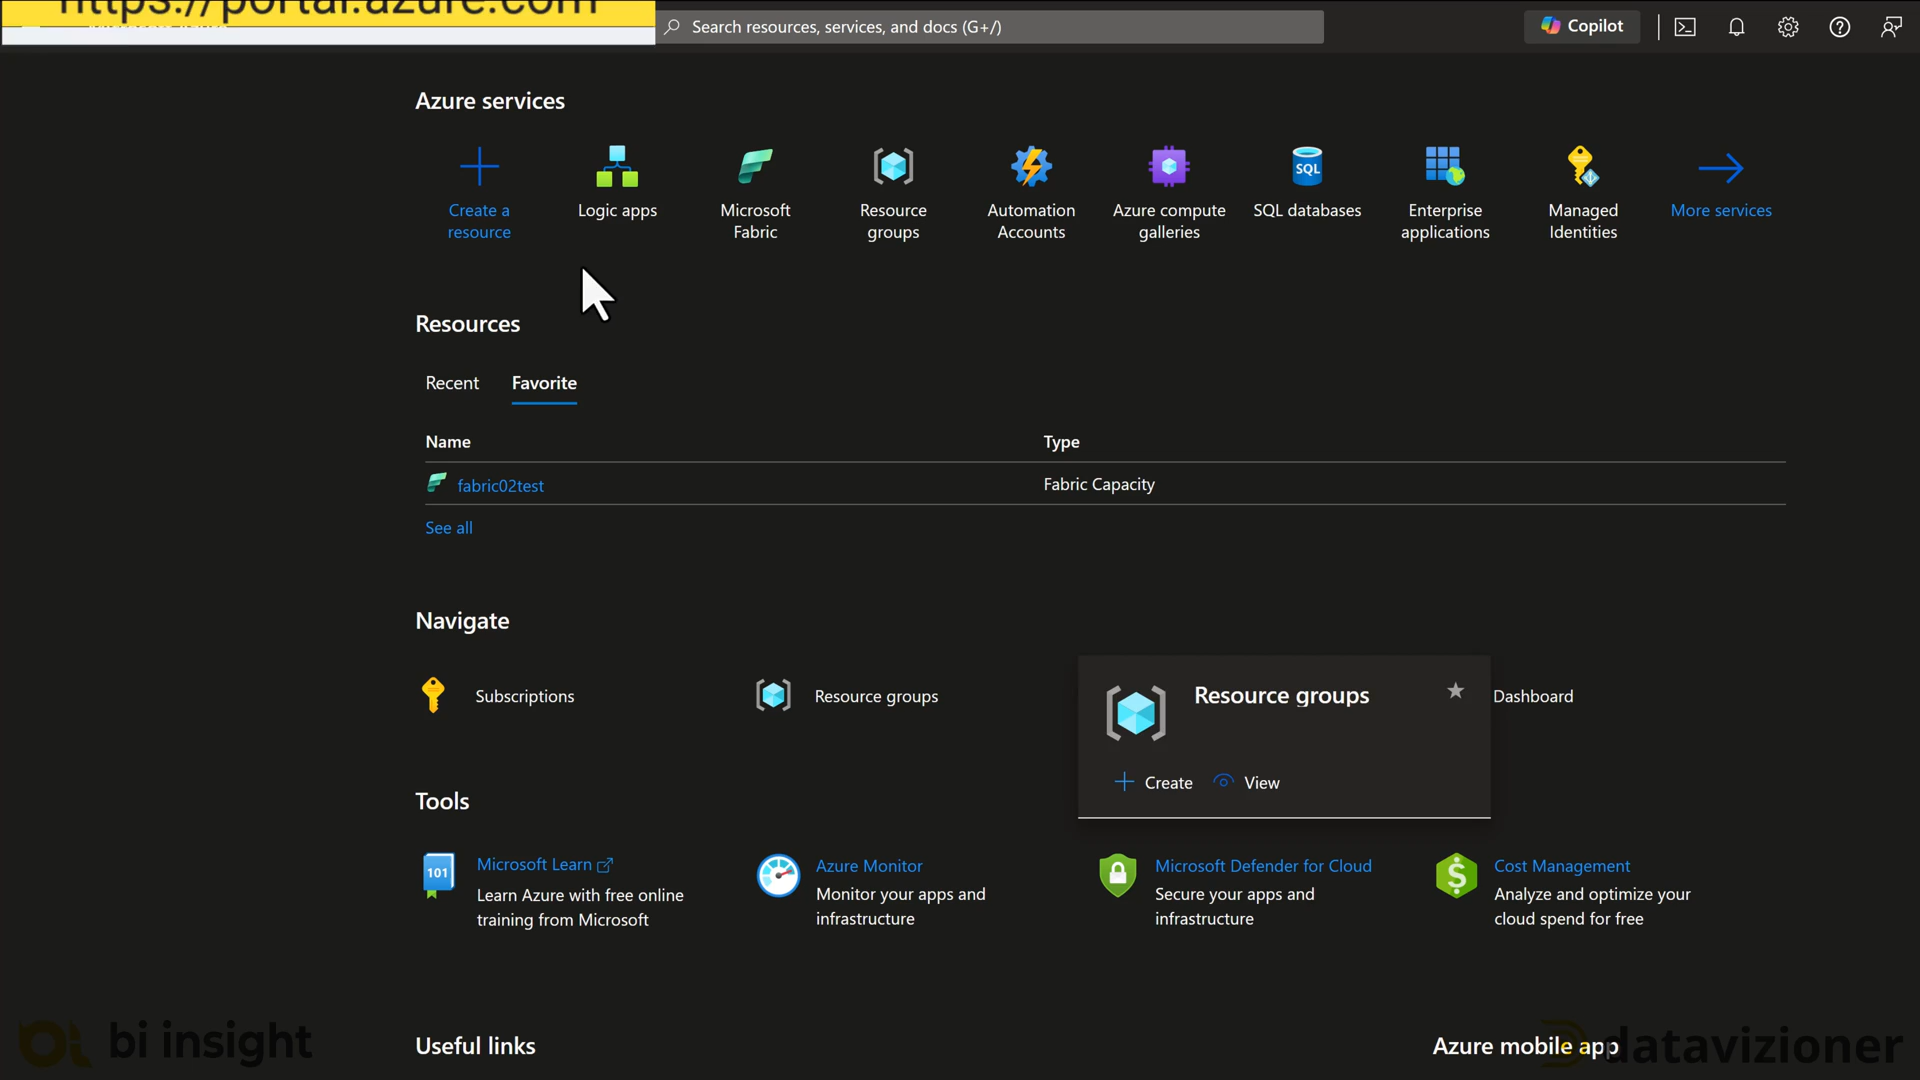 https://portal.azure.com
Search resources, services, and docs (G+/)
Copilot
Azure services
Create a
resource
Logic apps
Microsoft
Fabric
Resource
groups
Automation
Accounts
Azure compute
galleries
SQL
SQL databases
Enterprise
applications
Managed
Identities
More services
Resources
Recent
Favorite
Name
Type
fabric02test
Fabric Capacity
See all
Navigate
Subscriptions
Resource groups
Resource groups
Create
View
Dashboard
Tools
101
Microsoft Learn
Learn Azure with free online
training from Microsoft
Azure Monitor
Monitor your apps and
infrastructure
Microsoft Defender for Cloud
Secure your apps and
infrastructure
Cost Management
Analyze and optimize your
cloud spend for free
bi insight
Useful links
Azure mobile app
datavizioner